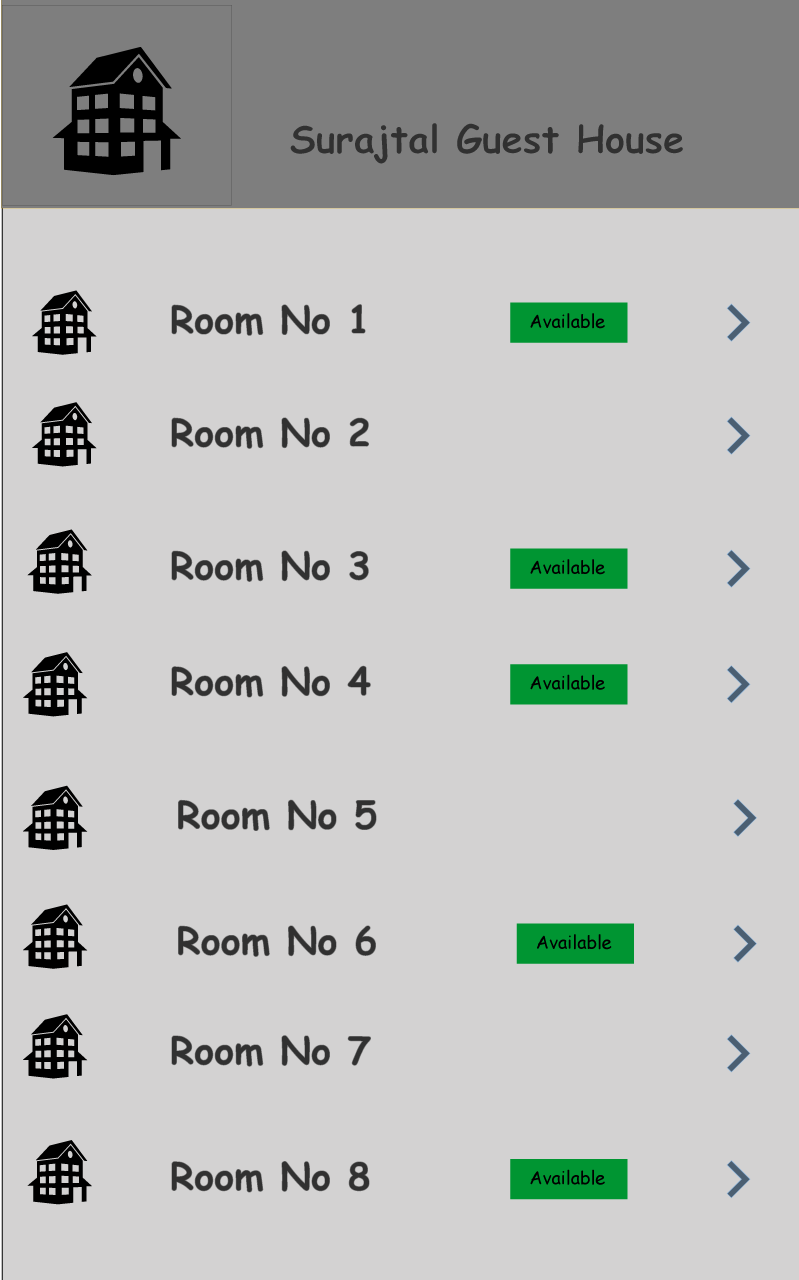 Surajtal Guest House
Room No 1 Available
Room No 2
Room No 3 Available
Room No 4 Available
Room No 5
Room No 6 Available
Room No 7
Room No 8 Available